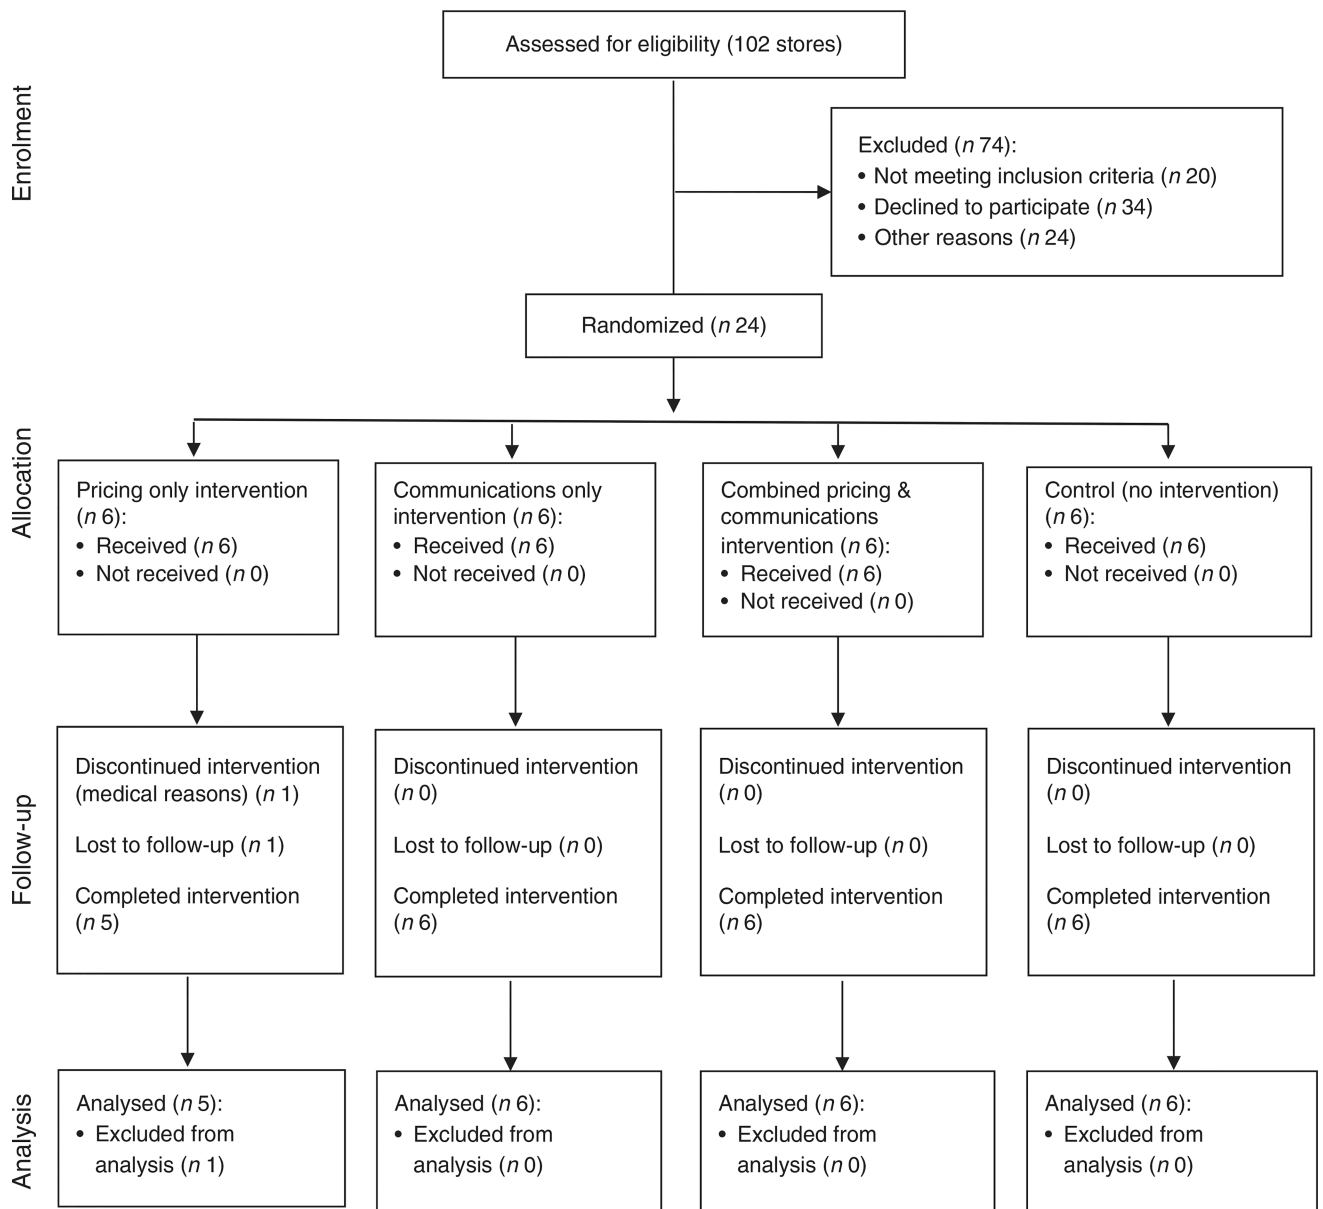 Enrolment
Assessed for eligibility (102 stores)
Excluded (n 74):
• Not meeting inclusion criteria (n 20)
• Declined to participate (n 34)
• Other reasons (n 24)
Randomized (n 24)
Allocation
Pricing only intervention
(n 6):
• Received (n 6)
• Not received (n 0)
Communications only
intervention (n 6):
• Received (n 6)
• Not received (n 0)
Combined pricing &
communications
intervention (n 6):
• Received (n 6)
• Not received (n 0)
Control (no intervention)
(n 6):
• Received (n 6)
• Not received (n 0)
Follow-up
Discontinued intervention
(medical reasons) (n 1)
Lost to follow-up (n 1)
Completed intervention
(n 5)
Discontinued intervention
(n 0)
Lost to follow-up (n 0)
Completed intervention
(n 6)
Discontinued intervention
(n 0)
Lost to follow-up (n 0)
Completed intervention
(n 6)
Discontinued intervention
(n 0)
Lost to follow-up (n 0)
Completed intervention
(n 6)
Analysis
Analysed (n 5):
• Excluded from
analysis (n 1)
Analysed (n 6):
• Excluded from
analysis (n 0)
Analysed (n 6):
• Excluded from
analysis (n 0)
Analysed (n 6):
• Excluded from
analysis (n 0)